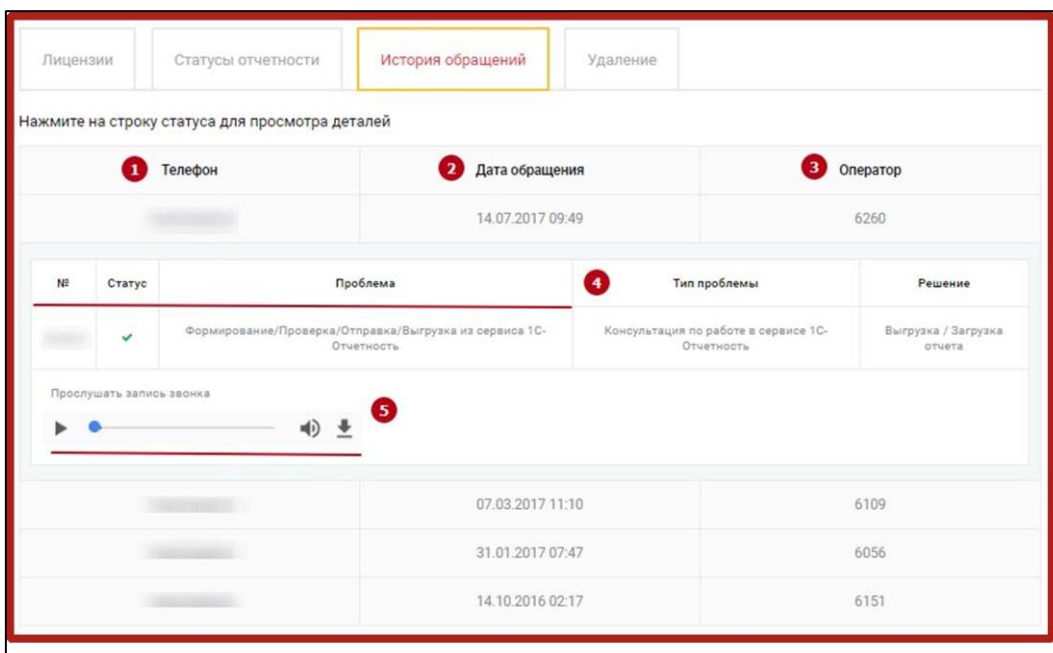 Лицензии Статусы отчетности История обращений Удаление
Нажмите на строку статуса для просмотра деталей
1 Телефон 2 Дата обращения 3 Оператор
14.07.2017 09:49 6260
№ Статус Проблема 4 Тип проблемы Решение
Формирование/Проверка/Отправка/Выгрузка из сервиса 1С- Консультация по работе в сервисе 1С- Выгрузка / Загрузка
Отчетность Отчетность отчета
Прослушать запись звонка
5
07.03.2017 11:10 6109
31.01.2017 07:47 6056
14.10.2016 02:17 6151